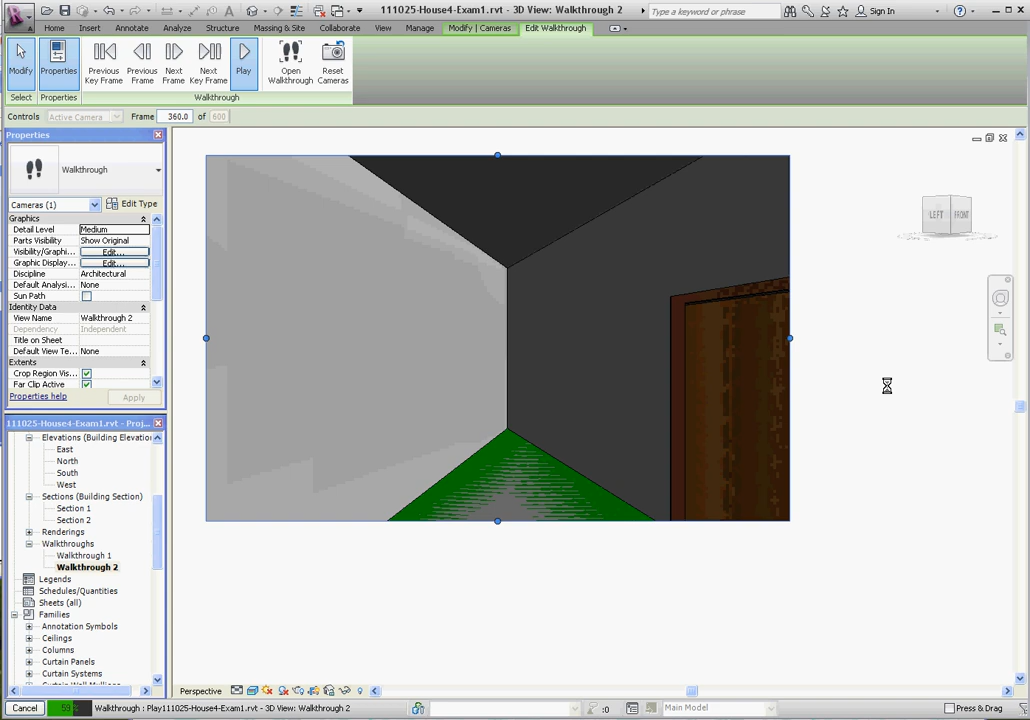 111025-House4-Exam1.rvt - 3D View: Walkthrough 2
Type a keyword or phrase
Sign In
Home Insert Annotate Analyze Structure Massing & Site Collaborate View Manage Modify | Cameras Edit Walkthrough
Modify
Properties
Previous Key Frame
Previous Frame
Next Frame
Next Key Frame
Play
Open Walkthrough
Reset Cameras
Select Properties Walkthrough
Controls Active Camera Frame 360.0 of 600
Properties
Walkthrough
Cameras (1) Edit Type
Graphics
Detail Level Medium
Parts Visibility Show Original
Visibility/Graphi... Edit...
Graphic Display... Edit...
Discipline Architectural
Default Analysi... None
Sun Path
Identity Data
View Name Walkthrough 2
Dependency Independent
Title on Sheet
Default View Te... None
Extents
Crop Region Vis...
Far Clip Active
Properties help Apply
LEFT FRONT
111025-House4-Exam1.rvt - Proj...
Elevations (Building Elevation
East
North
South
West
Sections (Building Section)
Section 1
Section 2
Renderings
Walkthroughs
Walkthrough 1
Walkthrough 2
Legends
Schedules/Quantities
Sheets (all)
Families
Annotation Symbols
Ceilings
Columns
Curtain Panels
Curtain Systems
Curtain Wall Mullions
Perspective
Cancel 59 Walkthrough : Play111025-House4-Exam1.rvt - 3D View: Walkthrough 2 :0 Main Model Press & Drag